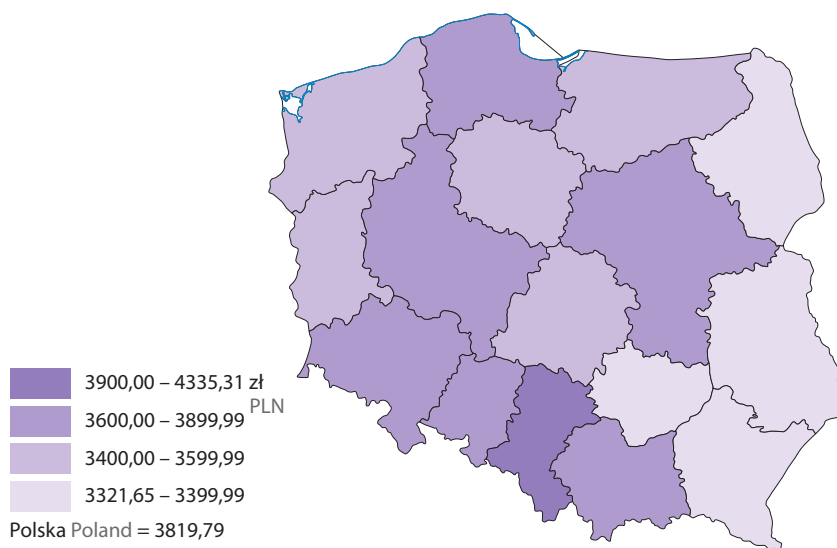 3900,00 – 4335,31 zł
PLN
3600,00 – 3899,99
3400,00 – 3599,99
3321,65 – 3399,99
Polska Poland = 3819,79